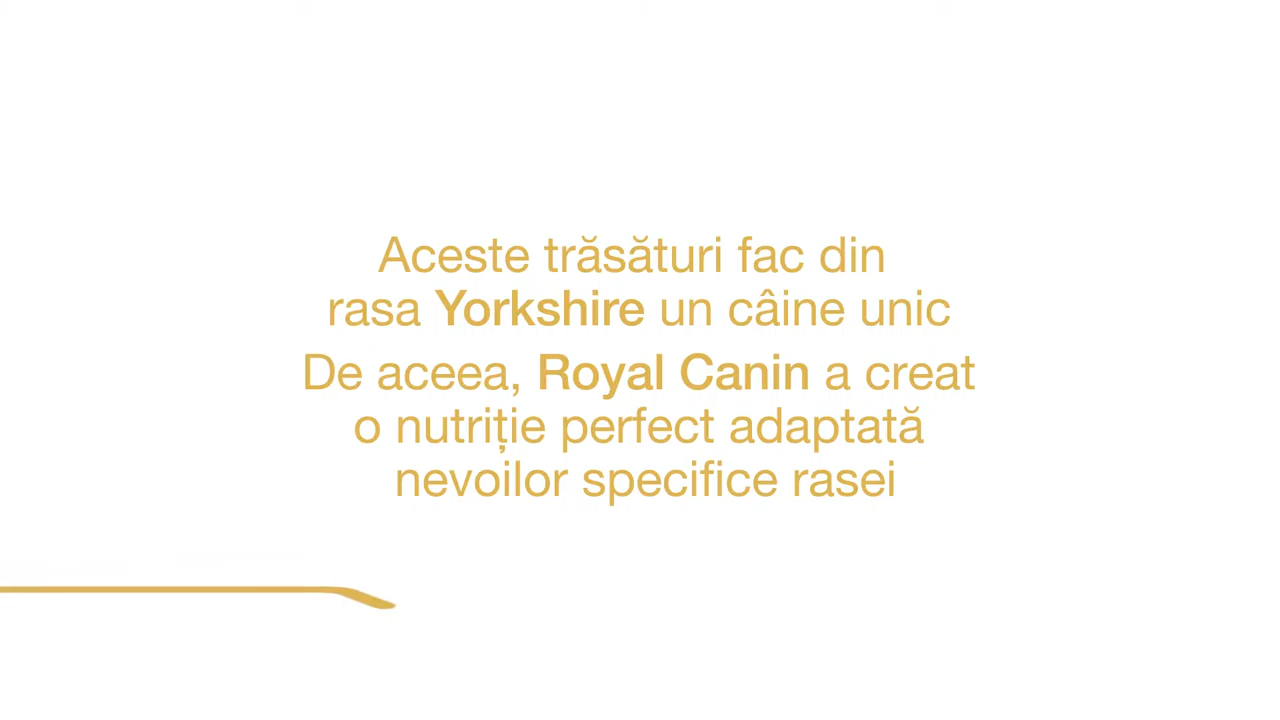 Aceste trăsături fac din
rasa Yorkshire un câine unic
De aceea, Royal Canin a creat
o nutriție perfect adaptată
nevoilor specifice rasei